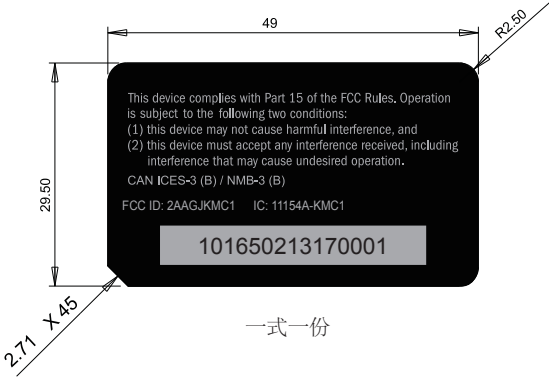 49
R2.50
29.50
This device complies with Part 15 of the FCC Rules. Operation
is subject to the following two conditions:
(1) this device may not cause harmful interference, and
(2) this device must accept any interference received, including
interference that may cause undesired operation.
CAN ICES-3 (B) / NMB-3 (B)
FCC ID: 2AAGJKMC1 IC: 11154A-KMC1
101650213170001
2.71 X 45
一式一份